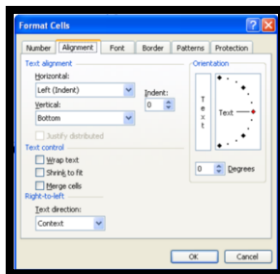 Format Cells
Number Alignment Font Border Patterns Protection
Text alignment
Horizontal:
Left (Indent)
Indent:
0
Vertical:
Bottom
Justify distributed
Text control
Wrap text
Shrink to fit
Merge cells
Right-to-left
Text direction:
Context
Orientation
Text
Text
0 Degrees
OK Cancel